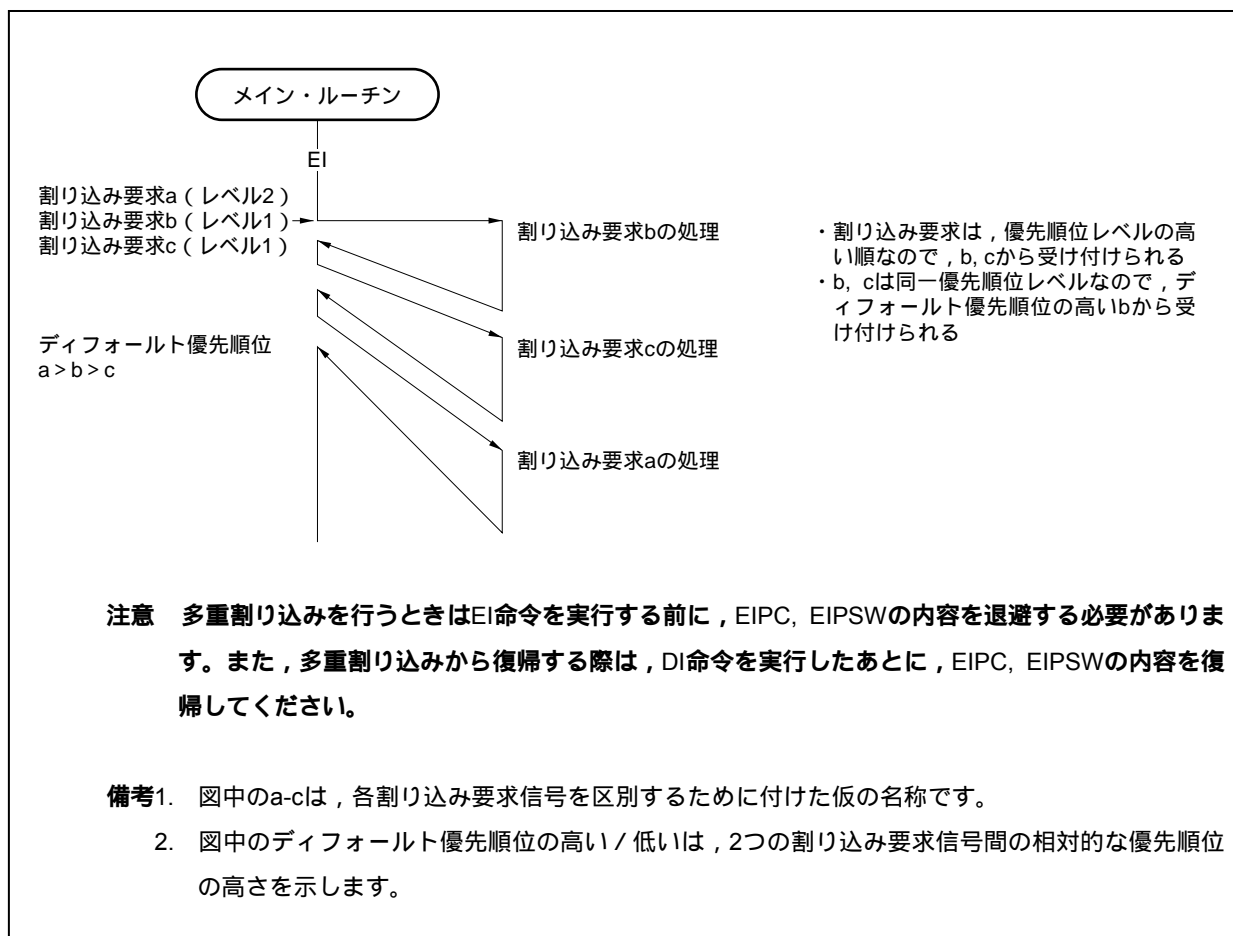 メイン・ルーチン
EI
割り込み要求a（レベル2）
割り込み要求b（レベル1）
割り込み要求c（レベル1）
ディフォールト優先順位
a＞b＞c
割り込み要求bの処理
割り込み要求cの処理
割り込み要求aの処理
・割り込み要求は，優先順位レベルの高
い順なので，b, cから受け付けられる
・b, cは同一優先順位レベルなので，デ
ィフォールト優先順位の高いbから受
け付けられる
注意　多重割り込みを行うときはEI命令を実行する前に，EIPC, EIPSWの内容を退避する必要がありま
す。また，多重割り込みから復帰する際は，DI命令を実行したあとに，EIPC, EIPSWの内容を復
帰してください。
備考1.　図中のa-cは，各割り込み要求信号を区別するために付けた仮の名称です。
2.　図中のディフォールト優先順位の高い／低いは，2つの割り込み要求信号間の相対的な優先順位
の高さを示します。